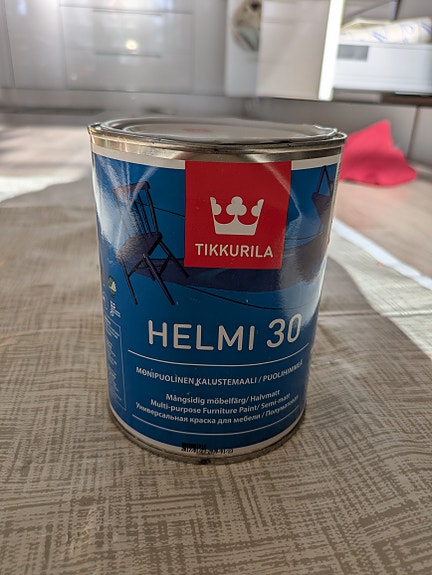 TIKKURILA
HELMI 30
MONIPUOLINEN KALUSTEMAALI / PUOLIHIMMEÄ
Mångsidig möbelfärg/ Halvmatt
Multi-purpose Furniture Paint/ Semi-matt
Универсальная краска для мебели / Полуматовая